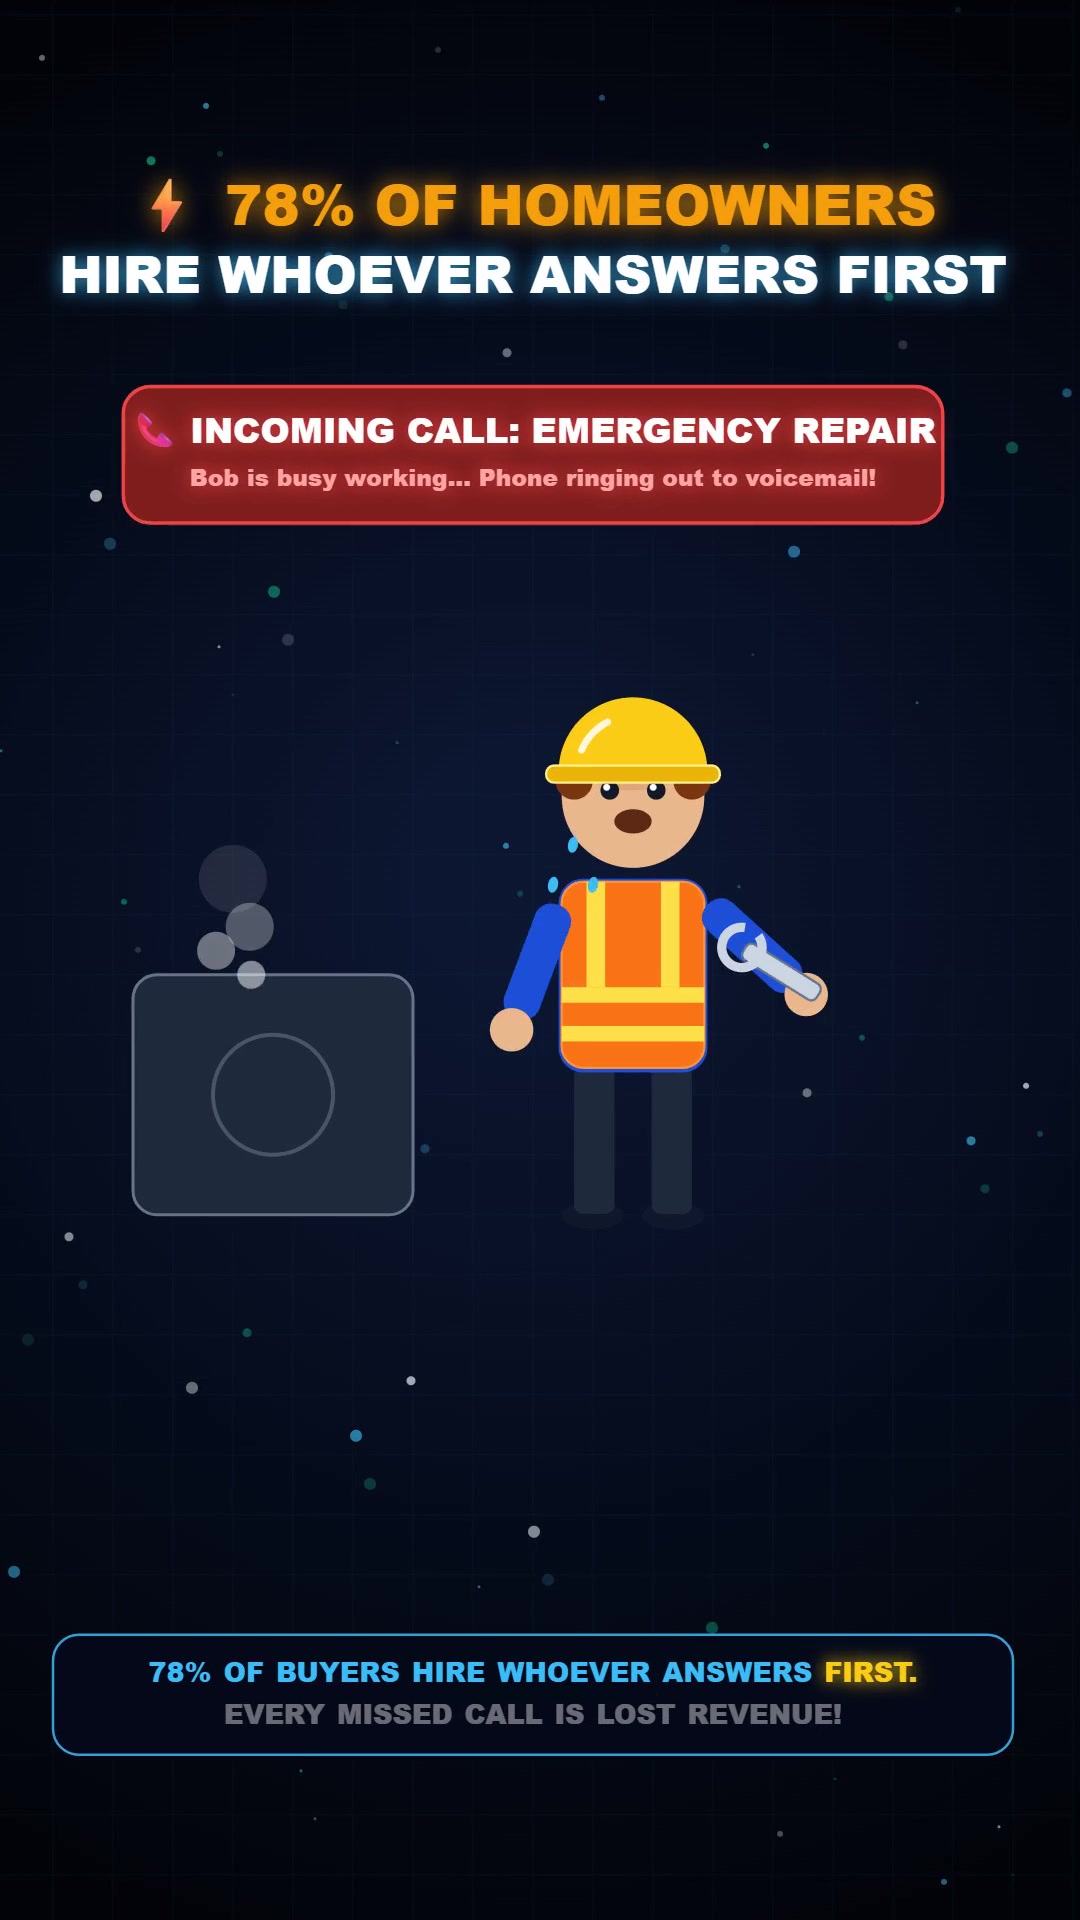 ⚡ 78% OF HOMEOWNERS
HIRE WHOEVER ANSWERS FIRST
📞 INCOMING CALL: EMERGENCY REPAIR
Bob is busy working... Phone ringing out to voicemail!
78% OF BUYERS HIRE WHOEVER ANSWERS FIRST.
EVERY MISSED CALL IS LOST REVENUE!